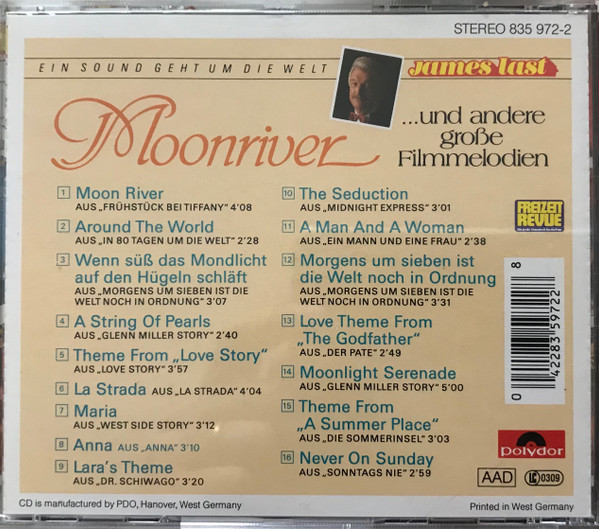 STEREO 835 972-2
EIN SOUND GEHT UM DIE WELT
James Last
Moonriver
...und andere
große
Filmmelodien
1 Moon River
AUS „FRÜHSTÜCK BEI TIFFANY" 4'08
2 Around The World
AUS „IN 80 TAGEN UM DIE WELT" 2'28
3 Wenn süß das Mondlicht
auf den Hügeln schläft
AUS „MORGENS UM SIEBEN IST DIE
WELT NOCH IN ORDNUNG" 3'07
4 A String Of Pearls
AUS „GLENN MILLER STORY" 2'40
5 Theme From „Love Story"
AUS „LOVE STORY" 3'57
6 La Strada AUS „LA STRADA" 4'04
7 Maria
AUS „WEST SIDE STORY" 3'12
8 Anna AUS „ANNA" 3'10
9 Lara's Theme
AUS „DR. SCHIWAGO" 3'20
10 The Seduction
AUS „MIDNIGHT EXPRESS" 3'01
11 A Man And A Woman
AUS „EIN MANN UND EINE FRAU" 2'38
12 Morgens um sieben ist
die Welt noch in Ordnung
AUS „MORGENS UM SIEBEN IST DIE
WELT NOCH IN ORDNUNG"
3'31
13 Love Theme From
„The Godfather"
AUS „DER PATE" 2'49
14 Moonlight Serenade
AUS „GLENN MILLER STORY" 5'00
15 Theme From
„A Summer Place"
AUS „DIE SOMMERINSEL" 3'03
16 Never On Sunday
AUS „SONNTAGS NIE" 2'59
FREIZEIT
REVUE
0 42283 59722 8
polydor
AAD
LC 0309
CD is manufactured by PDO, Hanover, West Germany
Printed in West Germany